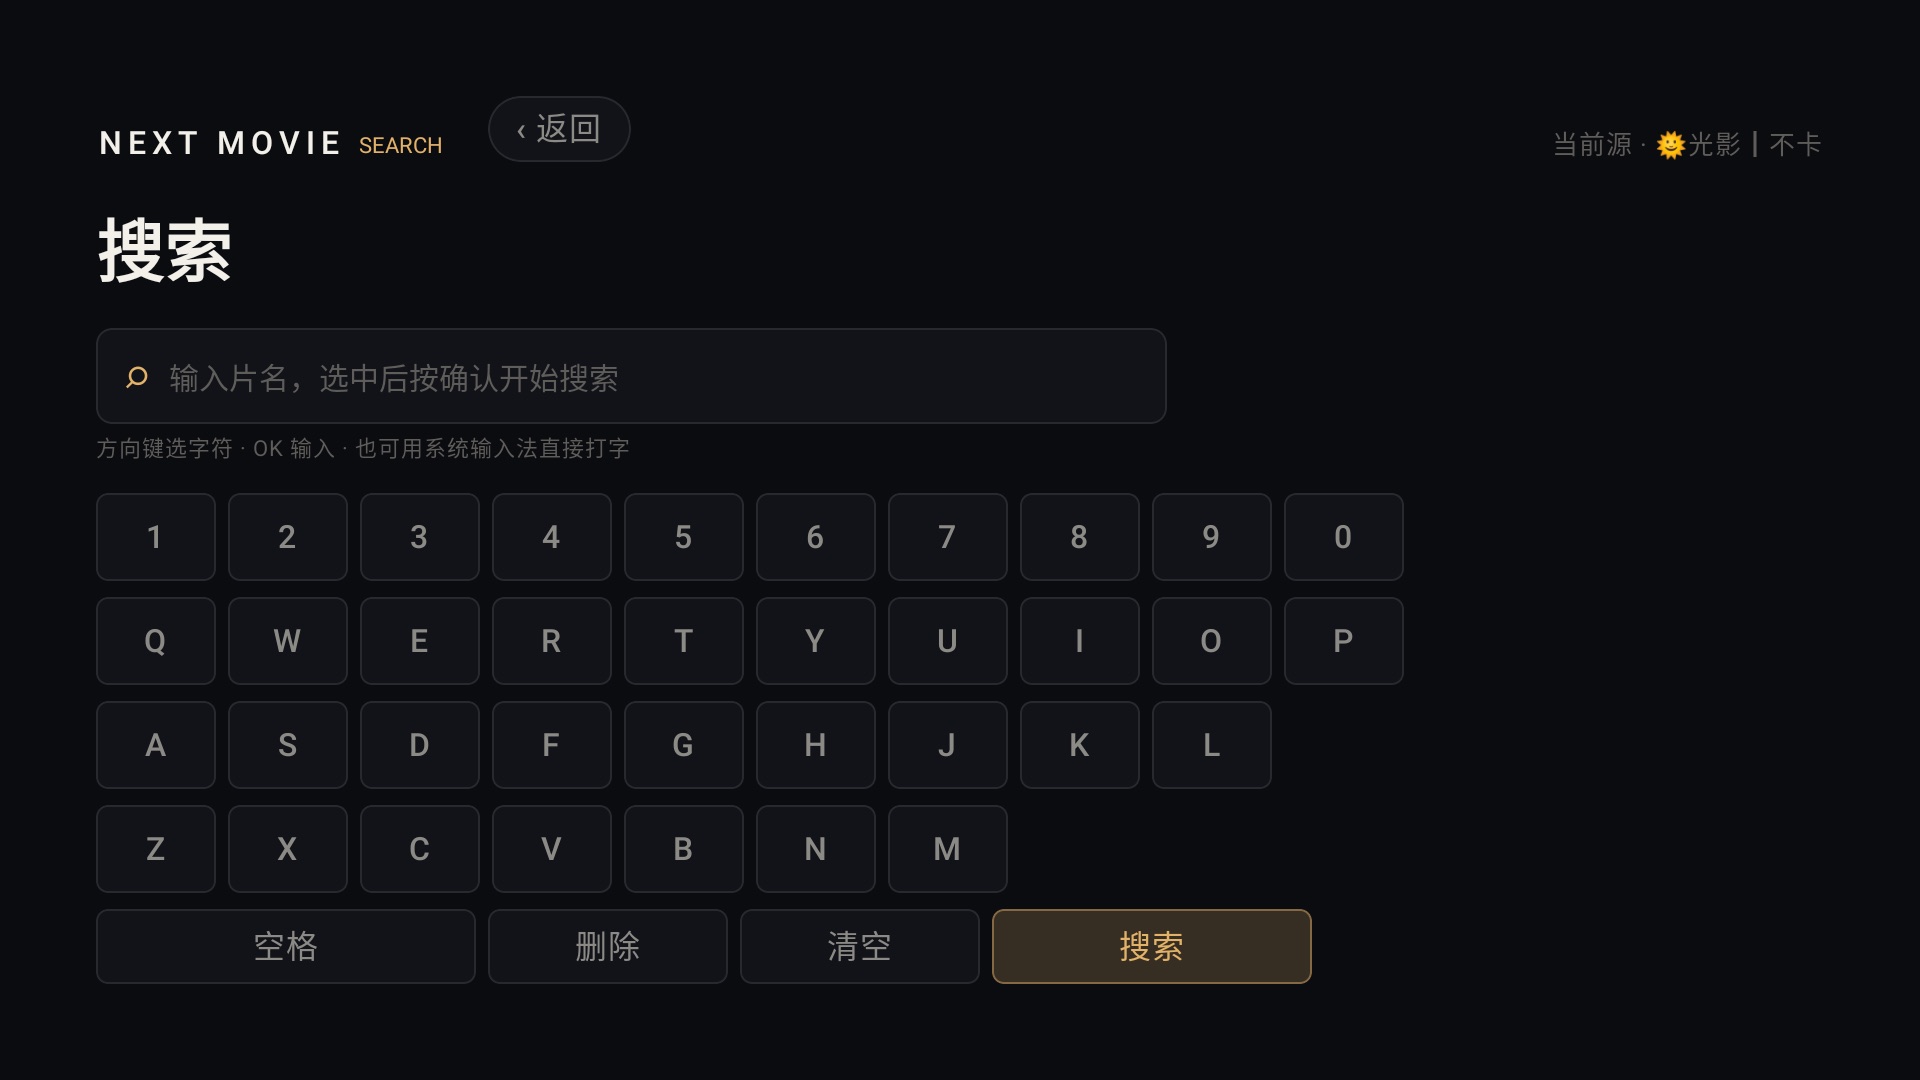 NEXT MOVIE SEARCH ‹ 返回 当前源 · 🌞光影┃不卡
搜索
输入片名，选中后按确认开始搜索
方向键选字符 · OK 输入 · 也可用系统输入法直接打字
1 2 3 4 5 6 7 8 9 0
Q W E R T Y U I O P
A S D F G H J K L
Z X C V B N M
空格 删除 清空 搜索